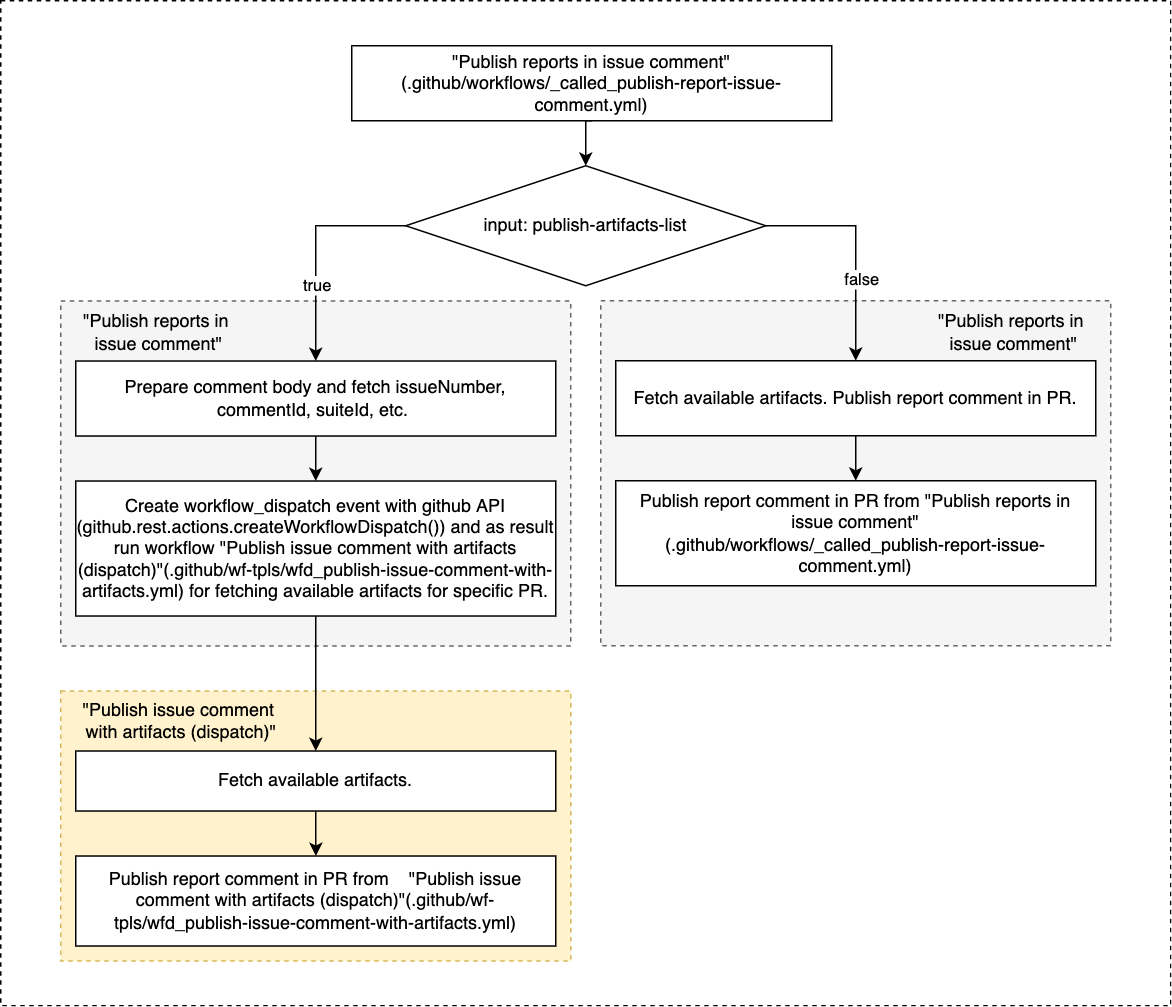 "Publish reports in issue comment"
(.github/workflows/_called_publish-report-issue-
comment.yml)
input: publish-artifacts-list
true
false
"Publish reports in
issue comment"
Prepare comment body and fetch issueNumber,
commentId, suiteId, etc.
Create workflow_dispatch event with github API
(github.rest.actions.createWorkflowDispatch()) and as result
run workflow "Publish issue comment with artifacts
(dispatch)"(.github/wf-tpls/wfd_publish-issue-comment-with-
artifacts.yml) for fetching available artifacts for specific PR.
"Publish reports in
issue comment"
Fetch available artifacts. Publish report comment in PR.
Publish report comment in PR from "Publish reports in
issue comment"
(.github/workflows/_called_publish-report-issue-
comment.yml)
"Publish issue comment
with artifacts (dispatch)"
Fetch available artifacts.
Publish report comment in PR from "Publish issue
comment with artifacts (dispatch)"(.github/wf-
tpls/wfd_publish-issue-comment-with-artifacts.yml)